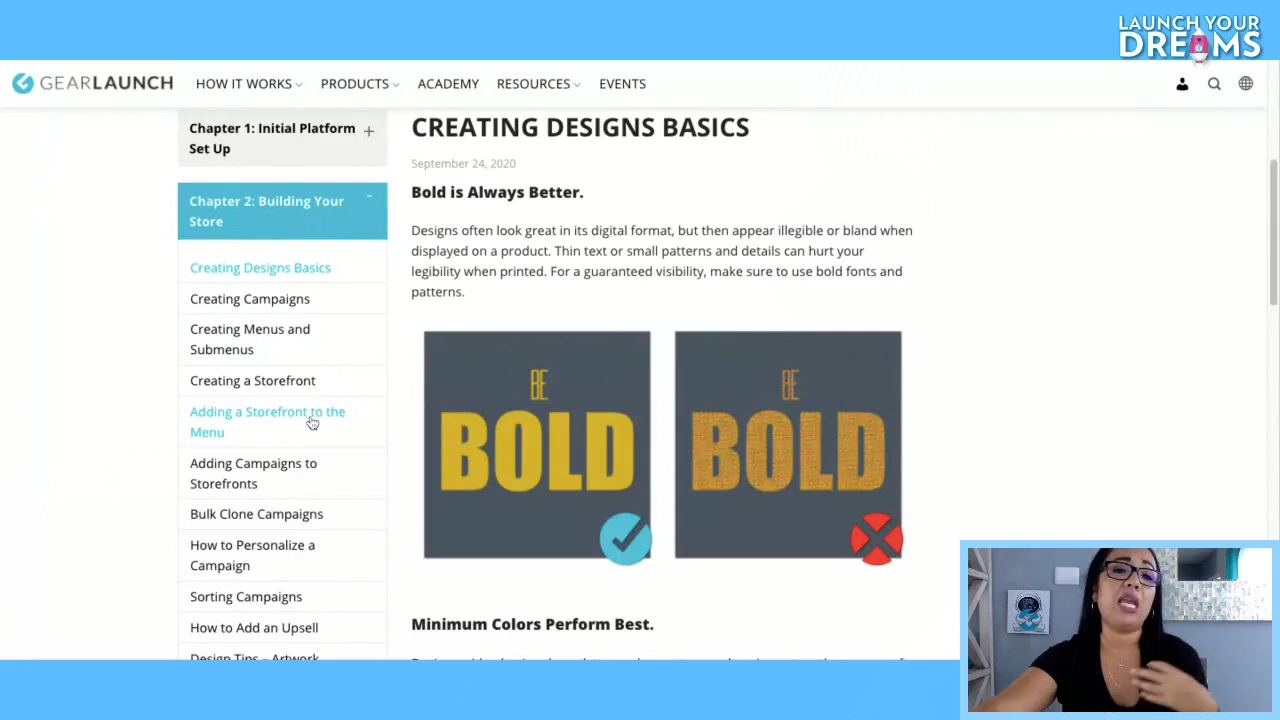 LAUNCH YOUR
DREAMS
GEARLAUNCH
HOW IT WORKS
PRODUCTS
ACADEMY
RESOURCES
EVENTS
Chapter 1: Initial Platform
Set Up
+
Chapter 2: Building Your
Store
-
Creating Designs Basics
Creating Campaigns
Creating Menus and
Submenus
Creating a Storefront
Adding a Storefront to the
Menu
Adding Campaigns to
Storefronts
Bulk Clone Campaigns
How to Personalize a
Campaign
Sorting Campaigns
How to Add an Upsell
Design Tips – Artwork
CREATING DESIGNS BASICS
September 24, 2020
Bold is Always Better.
Designs often look great in its digital format, but then appear illegible or bland when
displayed on a product. Thin text or small patterns and details can hurt your
legibility when printed. For a guaranteed visibility, make sure to use bold fonts and
patterns.
BE
BOLD
BE
BOLD
Minimum Colors Perform Best.